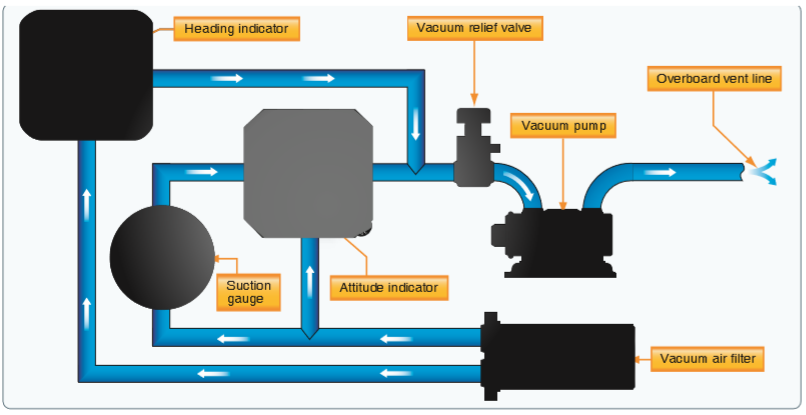 Heading indicator
Vacuum relief valve
Overboard vent line
Vacuum pump
Suction
gauge
Attitude indicator
Vacuum air filter